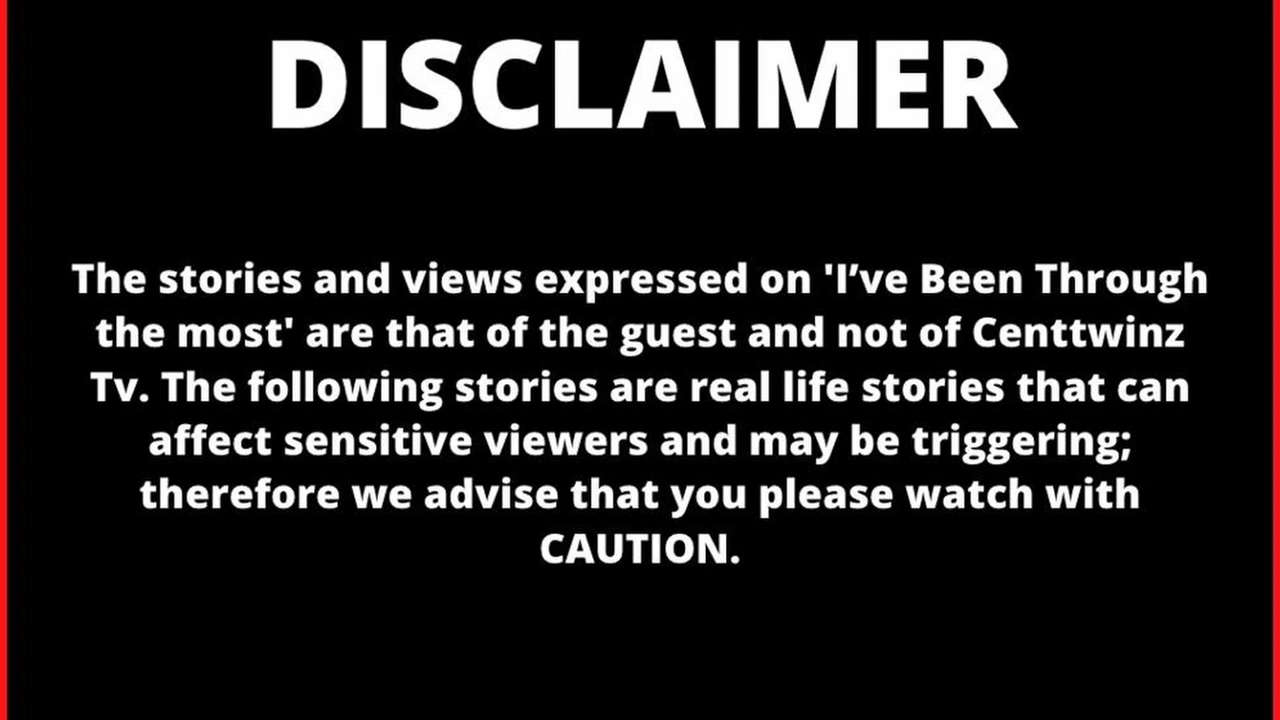 DISCLAIMER
The stories and views expressed on 'I’ve Been Through
the most' are that of the guest and not of Centtwinz
Tv. The following stories are real life stories that can
affect sensitive viewers and may be triggering;
therefore we advise that you please watch with
CAUTION.